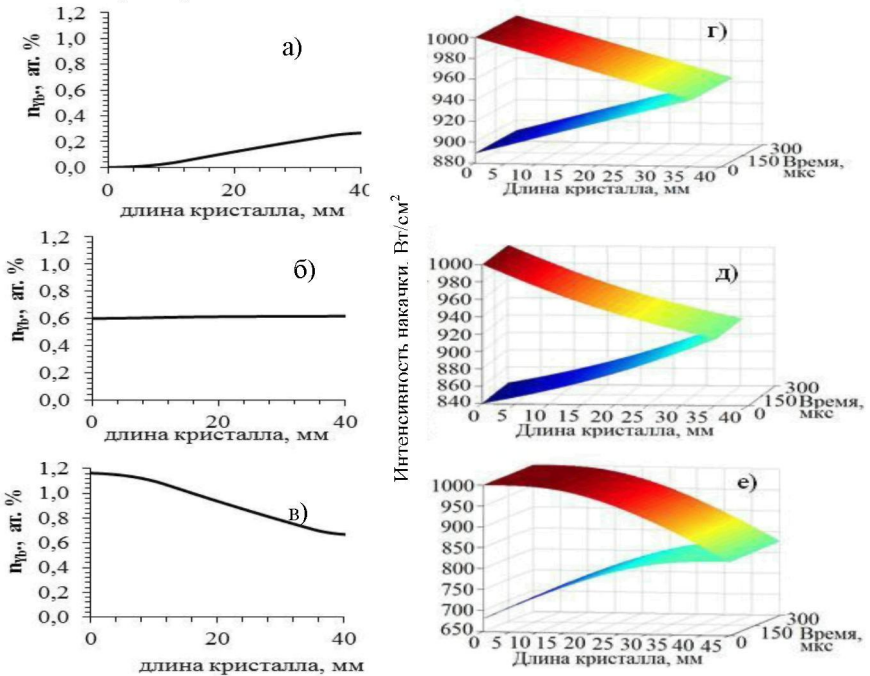 1,2
1,0
0,8
0,6
0,4
0,2
0,0
n_Yb, ат. %
а)
0 20 40
длина кристалла, мм
1,2
1,0
0,8
0,6
0,4
0,2
0,0
n_Yb, ат. %
б)
0 20 40
длина кристалла, мм
1,2
1,0
0,8
0,6
0,4
0,2
0,0
n_Yb, ат. %
в)
0 20 40
длина кристалла, мм
Интенсивность накачки. Вт/см²
г)
1000
980
960
940
920
900
880
0 5 10 15 20 25 30 35 40
Длина кристалла, мм
0 150 300
Время,
мкс
д)
1000
980
960
940
920
900
880
860
840
0 5 10 15 20 25 30 35 40
Длина кристалла, мм
0 150 300
Время,
мкс
е)
1000
950
900
850
800
750
700
650
0 5 10 15 20 25 30 35 40 45
Длина кристалла, мм
0 150 300
Время,
мкс